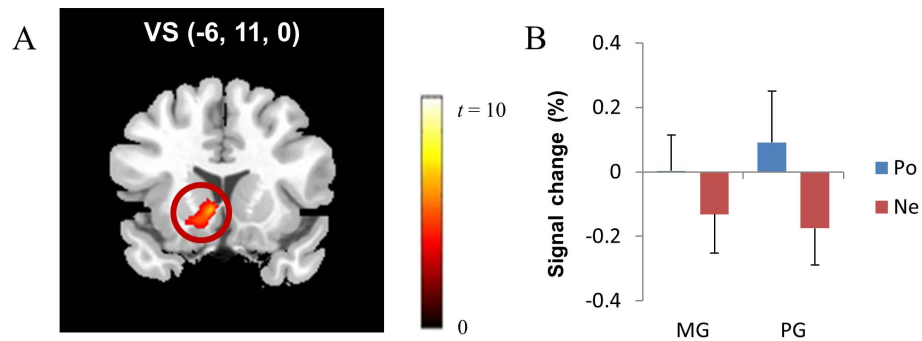 A
VS (-6, 11, 0)
t = 10
0
B
Signal change (%)
0.4
0.2
0
-0.2
-0.4
MG PG
Po
Ne